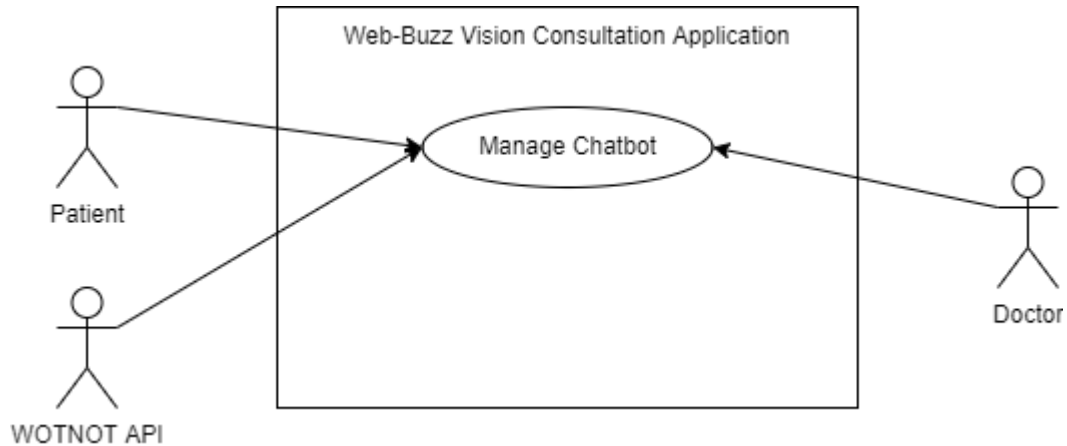 Web-Buzz Vision Consultation Application
Manage Chatbot
Patient
Doctor
WOTNOT API